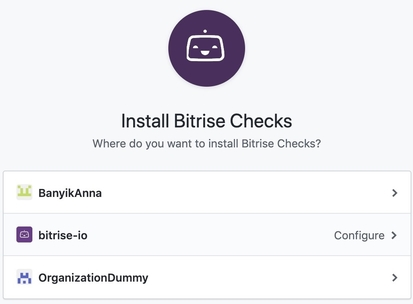 Install Bitrise Checks
Where do you want to install Bitrise Checks?
BanyikAnna
bitrise-io Configure
OrganizationDummy